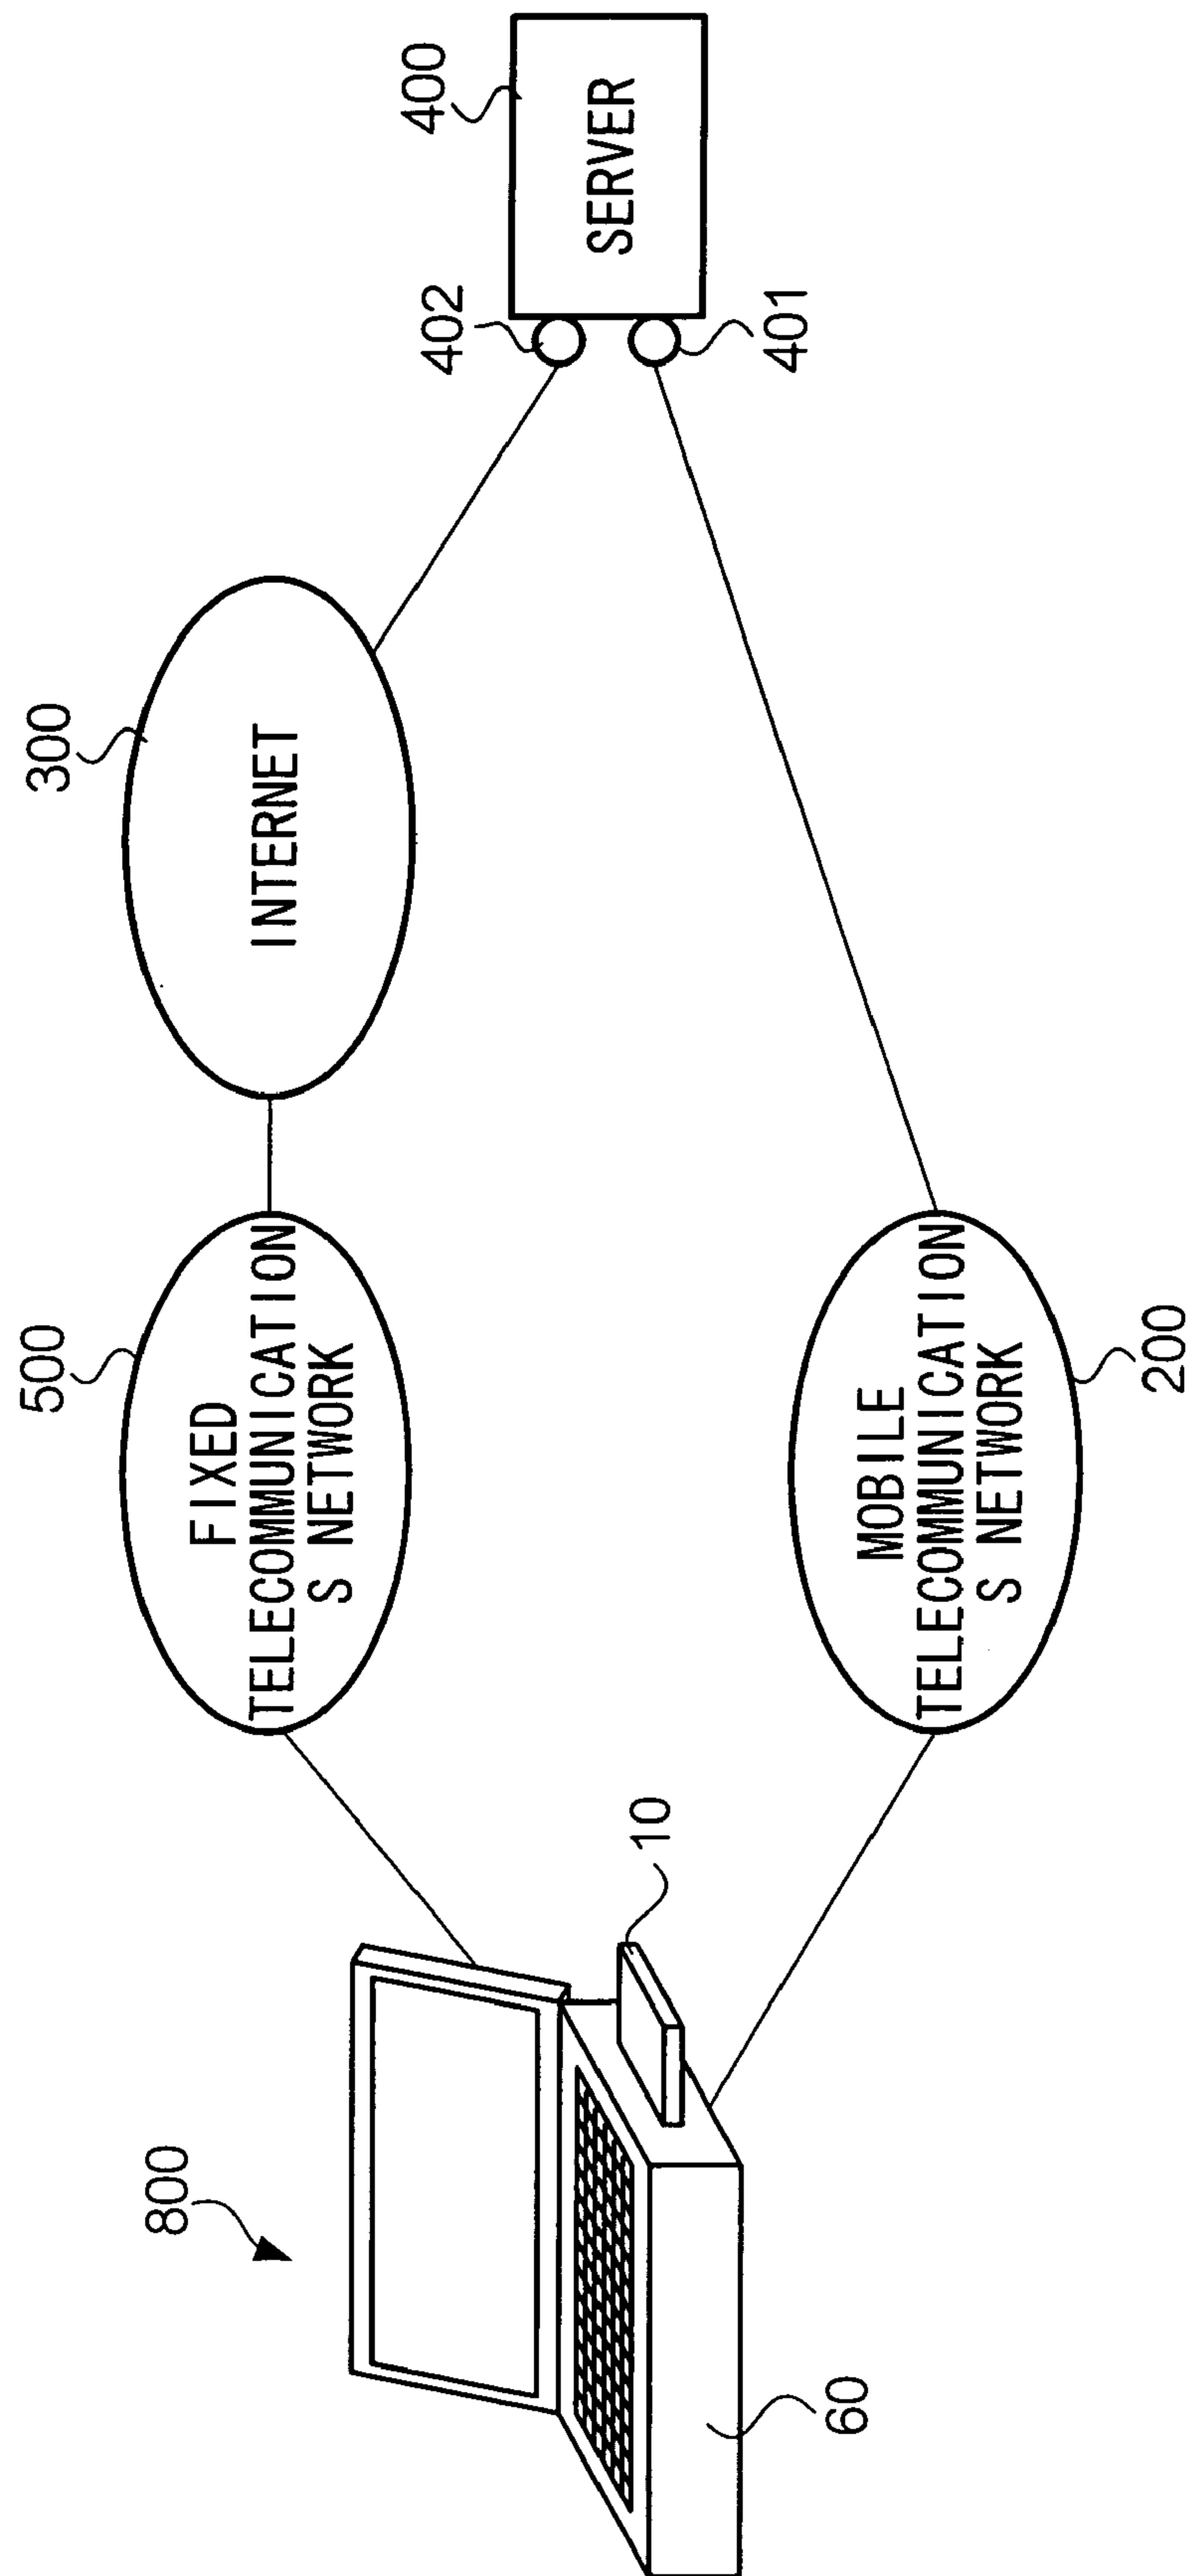 800
60
10
500
FIXED
TELECOMMUNICATION
S NETWORK
300
INTERNET
MOBILE
TELECOMMUNICATION
S NETWORK
200
402
401
400
SERVER